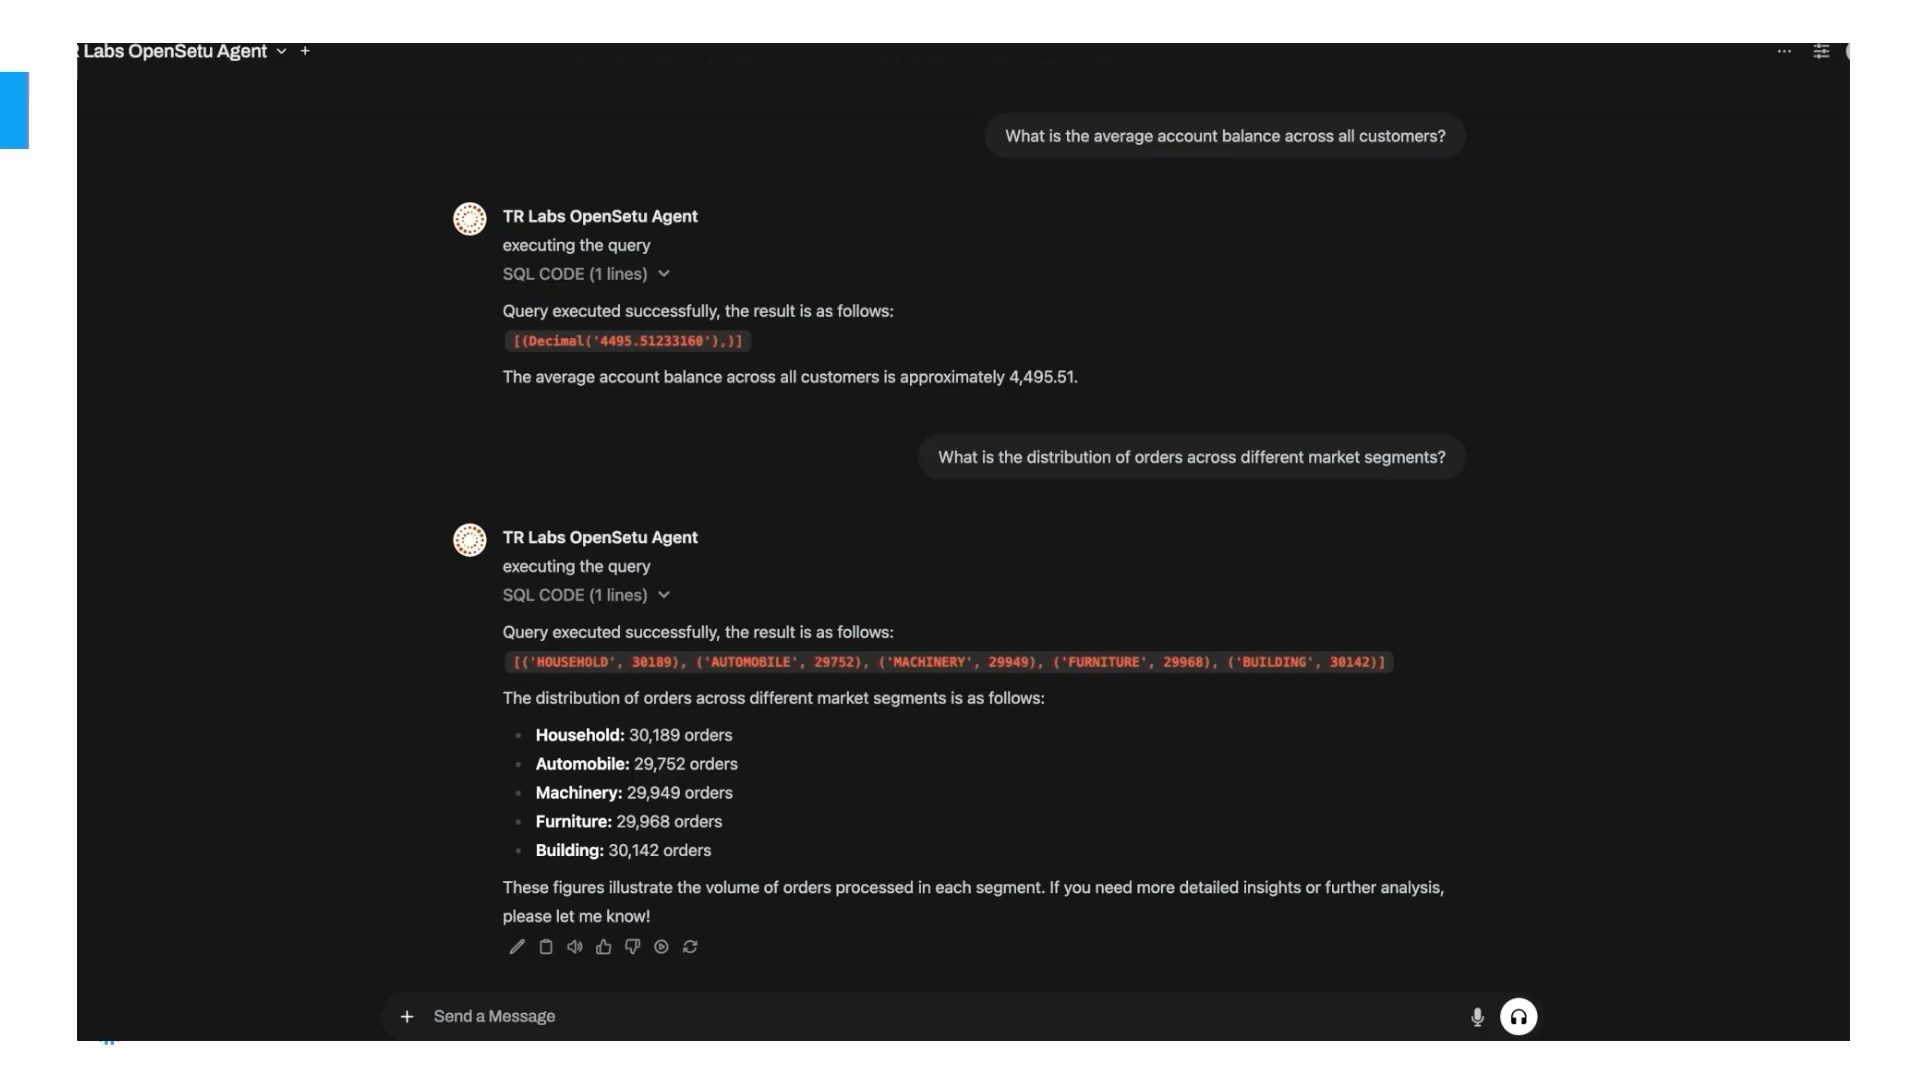 Labs OpenSetu Agent
What is the average account balance across all customers?
TR Labs OpenSetu Agent
executing the query
SQL CODE (1 lines)
Query executed successfully, the result is as follows:
[(Decimal('4495.51233160'),)]
The average account balance across all customers is approximately 4,495.51.
What is the distribution of orders across different market segments?
TR Labs OpenSetu Agent
executing the query
SQL CODE (1 lines)
Query executed successfully, the result is as follows:
[('HOUSEHOLD', 30189), ('AUTOMOBILE', 29752), ('MACHINERY', 29949), ('FURNITURE', 29968), ('BUILDING', 30142)]
The distribution of orders across different market segments is as follows:
• Household: 30,189 orders
• Automobile: 29,752 orders
• Machinery: 29,949 orders
• Furniture: 29,968 orders
• Building: 30,142 orders
These figures illustrate the volume of orders processed in each segment. If you need more detailed insights or further analysis,
please let me know!
Send a Message